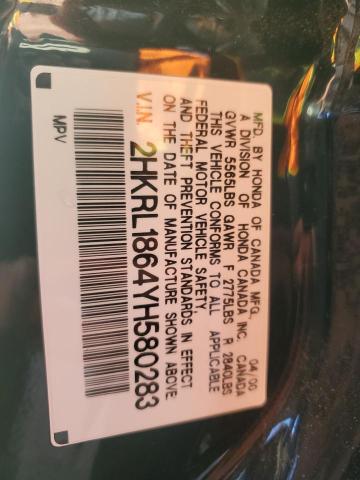 MFD. BY HONDA OF CANADA MFG. 04/00
A DIVISION OF HONDA CANADA INC. CANADA
GVWR 5565LBS GAWR F 2775LBS R 2840LBS
THIS VEHICLE CONFORMS TO ALL APPLICABLE
FEDERAL MOTOR VEHICLE SAFETY,
AND THEFT PREVENTION STANDARDS IN EFFECT
ON THE DATE OF MANUFACTURE SHOWN ABOVE.
V.I.N. 2HKRL1864YH580283
MPV